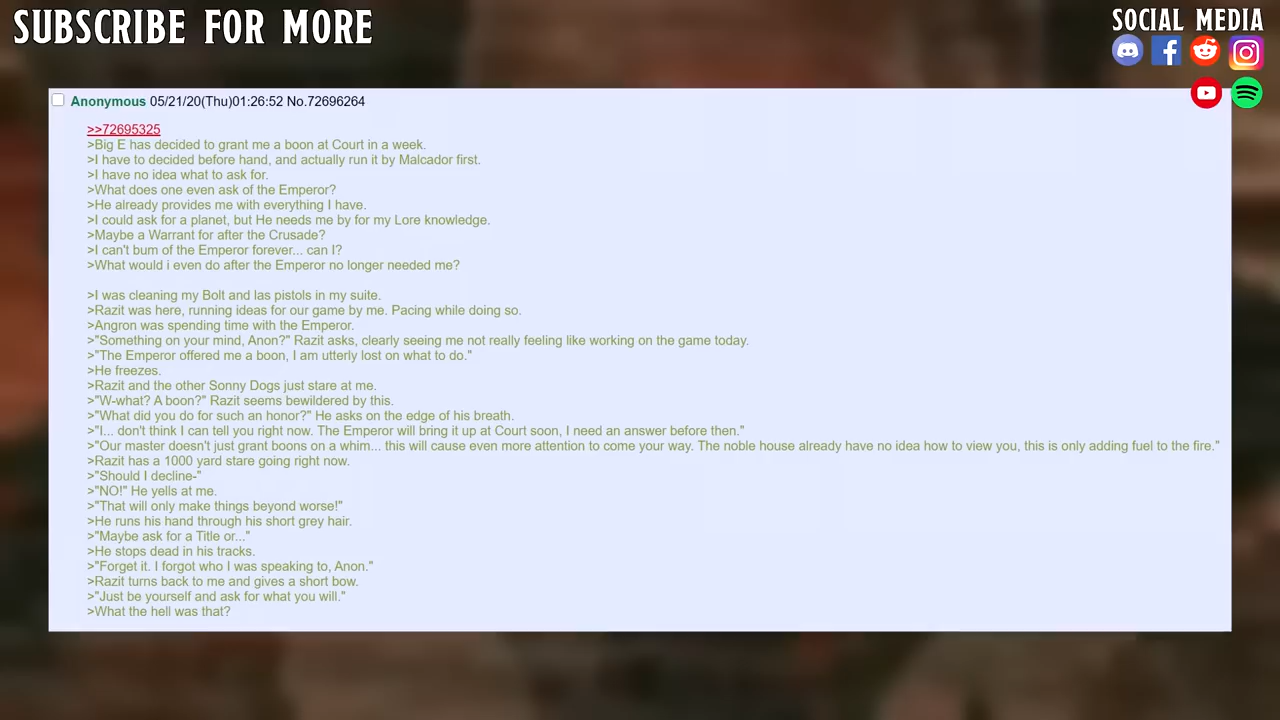 SUBSCRIBE FOR MORE
SOCIAL MEDIA
Anonymous 05/21/20(Thu)01:26:52 No.72696264
>>72695325
>Big E has decided to grant me a boon at Court in a week.
>I have to decided before hand, and actually run it by Malcador first.
>I have no idea what to ask for.
>What does one even ask of the Emperor?
>He already provides me with everything I have.
>I could ask for a planet, but He needs me by for my Lore knowledge.
>Maybe a Warrant for after the Crusade?
>I can't bum of the Emperor forever... can I?
>What would i even do after the Emperor no longer needed me?
>I was cleaning my Bolt and las pistols in my suite.
>Razit was here, running ideas for our game by me. Pacing while doing so.
>Angron was spending time with the Emperor.
>"Something on your mind, Anon?" Razit asks, clearly seeing me not really feeling like working on the game today.
>"The Emperor offered me a boon, I am utterly lost on what to do."
>He freezes.
>Razit and the other Sonny Dogs just stare at me.
>"W-what? A boon?" Razit seems bewildered by this.
>"What did you do for such an honor?" He asks on the edge of his breath.
>"I... don't think I can tell you right now. The Emperor will bring it up at Court soon, I need an answer before then."
>"Our master doesn't just grant boons on a whim... this will cause even more attention to come your way. The noble house already have no idea how to view you, this is only adding fuel to the fire."
>Razit has a 1000 yard stare going right now.
>"Should I decline-"
>"NO!" He yells at me.
>"That will only make things beyond worse!"
>He runs his hand through his short grey hair.
>"Maybe ask for a Title or..."
>He stops dead in his tracks.
>"Forget it. I forgot who I was speaking to, Anon."
>Razit turns back to me and gives a short bow.
>"Just be yourself and ask for what you will."
>What the hell was that?